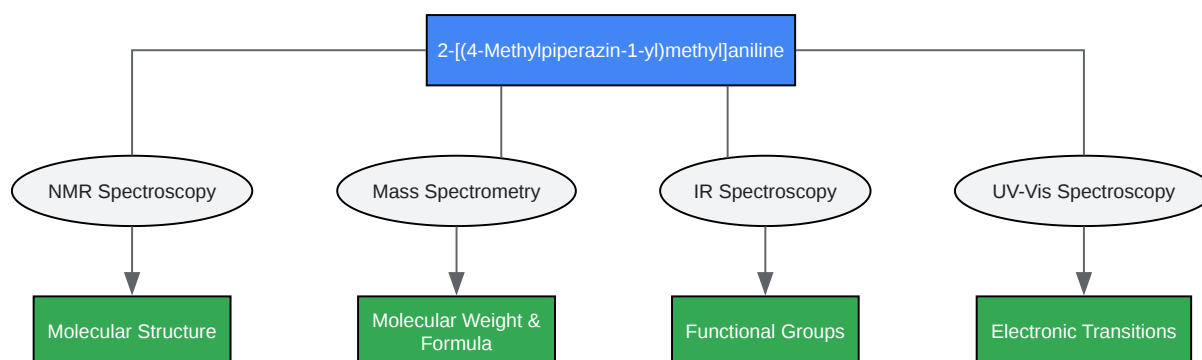 2-[(4-Methylpiperazin-1-yl)methyl]aniline
NMR Spectroscopy
Mass Spectrometry
IR Spectroscopy
UV-Vis Spectroscopy
Molecular Structure
Molecular Weight &
Formula
Functional Groups
Electronic Transitions